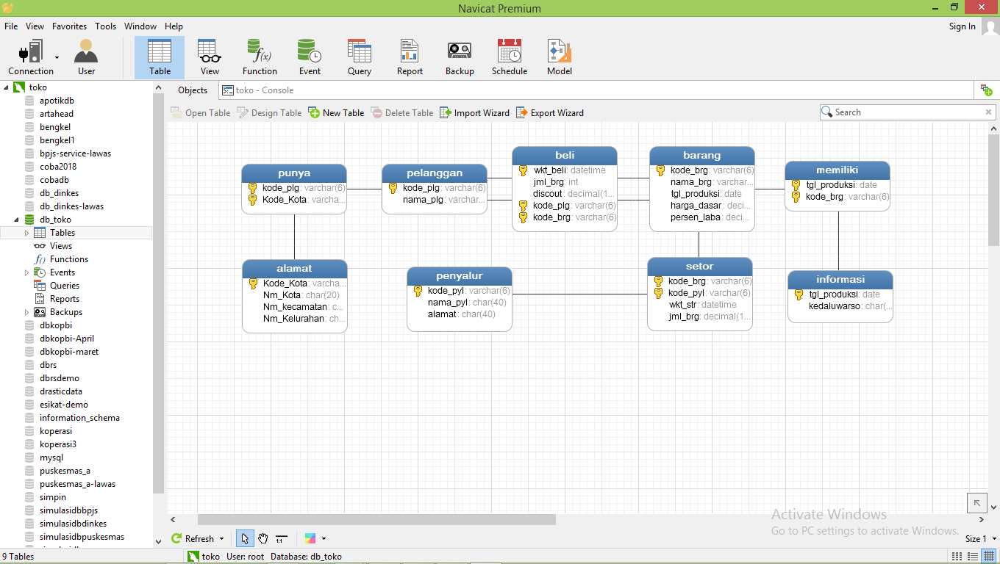 Navicat Premium
File View Favorites Tools Window Help
Sign In
Connection User Table View Function Event Query Report Backup Schedule Model
toko
apotikdb
artahead
bengkel
bengkel1
bpjs-service-lawas
coba2018
cobadb
db_dinkes
db_dinkes-lawas
db_toko
Tables
Views
Functions
Events
Queries
Reports
Backups
dbkopbi
dbkopbi-April
dbkopbi-maret
dbrs
dbrsdemo
drasticdata
esikat-demo
information_schema
koperasi
koperasi3
mysql
puskesmas_a
puskesmas_a-lawas
simpin
simulasidbbpjs
simulasidbdinkes
simulasidbpuskesmas
Objects toko - Console
Open Table Design Table New Table Delete Table Import Wizard Export Wizard
Search
punya
kode_plg: varchar(6)
Kode_Kota: varcha...
pelanggan
kode_plg: varchar(6)
nama_plg: varchar...
beli
wkt_beli: datetime
jml_brg: int
discout: decimal(1...
kode_plg: varchar(6)
kode_brg: varchar(6)
barang
kode_brg: varchar(6)
nama_brg: varchar...
tgl_produksi: date
harga_dasar: deci...
persen_laba: deci...
memiliki
tgl_produksi: date
kode_brg: varchar(6)
alamat
Kode_Kota: varcha...
Nm_Kota: char(20)
Nm_kecamatan: c...
Nm_Kelurahan: ch...
penyalur
kode_pyl: varchar(6)
nama_pyl: char(40)
alamat: char(40)
setor
kode_brg: varchar(6)
kode_pyl: varchar(6)
wkt_str: datetime
jml_brg: decimal(1...
informasi
tgl_produksi: date
kedaluwarso: char(...
Activate Windows
Go to PC settings to activate Windows.
Refresh
Size 1
9 Tables
toko User: root Database: db_toko